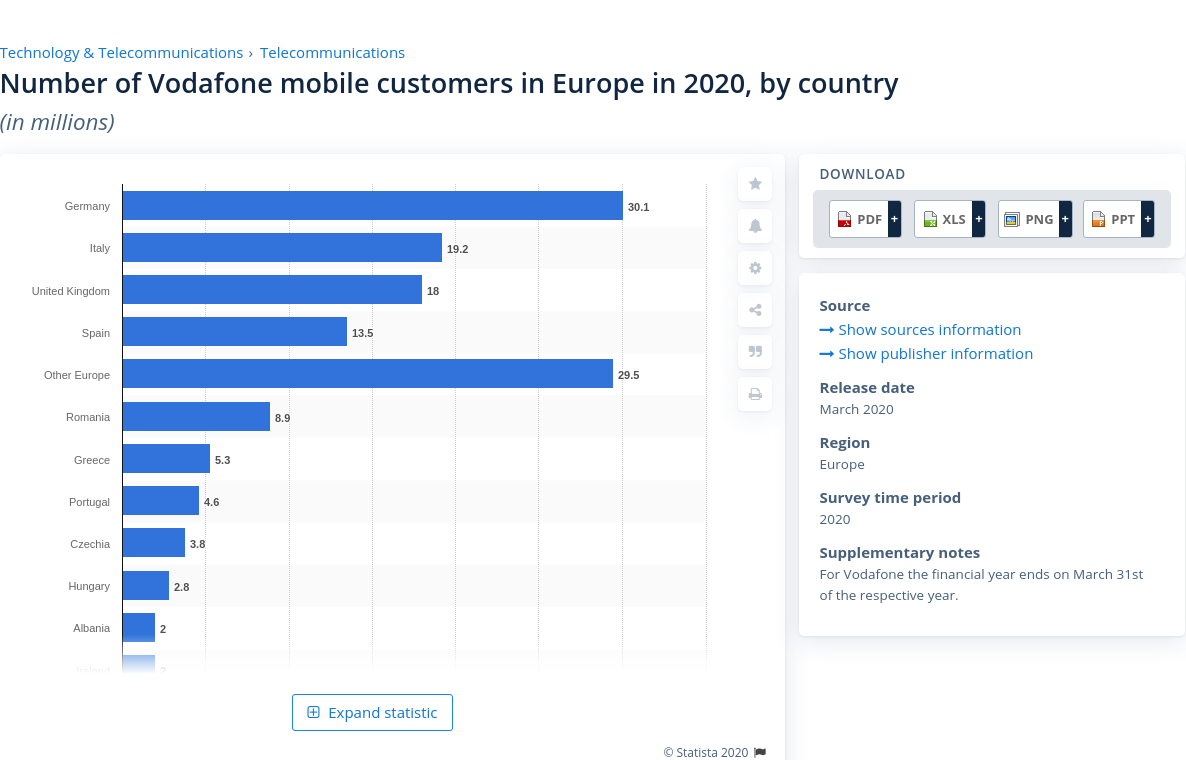 Technology & Telecommunications › Telecommunications
Number of Vodafone mobile customers in Europe in 2020, by country
(in millions)
Germany 30.1
Italy 19.2
United Kingdom 18
Spain 13.5
Other Europe 29.5
Romania 8.9
Greece 5.3
Portugal 4.6
Czechia 3.8
Hungary 2.8
Albania 2
Ireland 2
Expand statistic
© Statista 2020
DOWNLOAD
PDF + XLS + PNG + PPT +
Source
Show sources information
Show publisher information
Release date
March 2020
Region
Europe
Survey time period
2020
Supplementary notes
For Vodafone the financial year ends on March 31st
of the respective year.